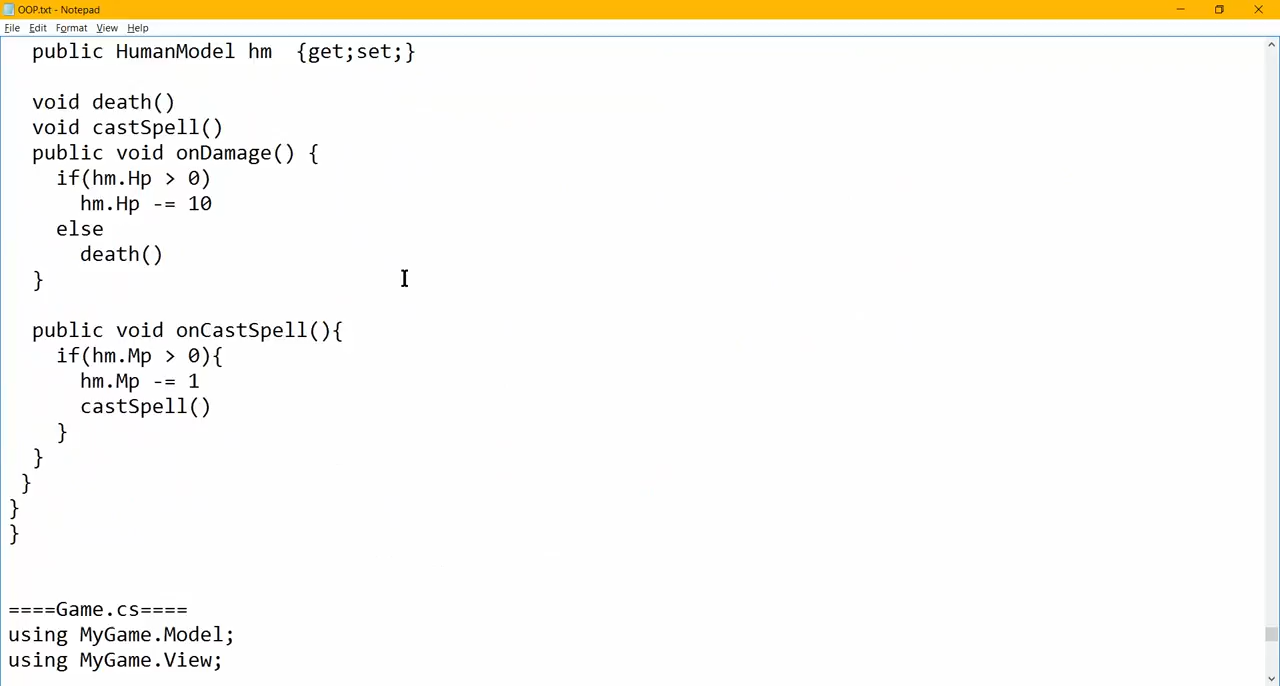 OOP.txt - Notepad
File Edit Format View Help
public HumanModel hm  {get;set;}
void death()
void castSpell()
public void onDamage() {
if(hm.Hp > 0)
hm.Hp -= 10
else
death()
}
public void onCastSpell(){
if(hm.Mp > 0){
hm.Mp -= 1
castSpell()
}
}
}
}
}
====Game.cs====
using MyGame.Model;
using MyGame.View;